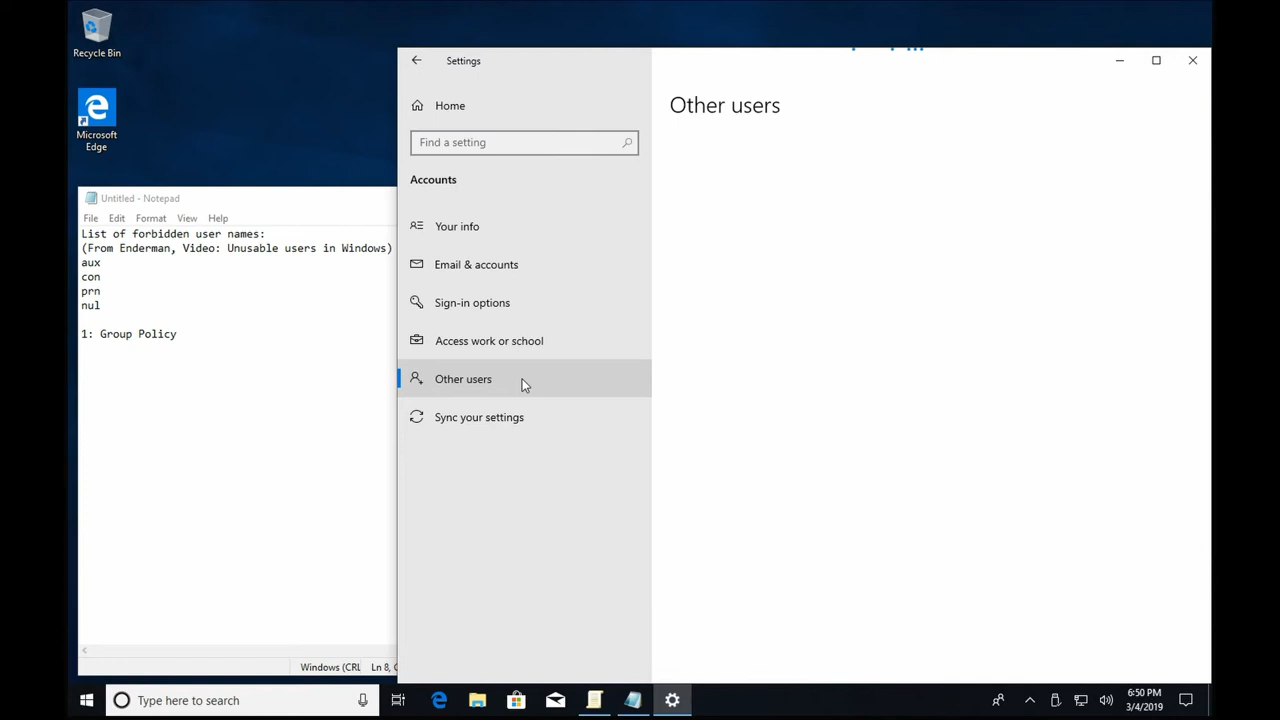 Recycle Bin
Microsoft
Edge
Untitled - Notepad
File Edit Format View Help
List of forbidden user names:
(From Enderman, Video: Unusable users in Windows)
aux
con
prn
nul
1: Group Policy
Windows (CRL
Ln 8, C
Settings
Home
Find a setting
Accounts
Your info
Email & accounts
Sign-in options
Access work or school
Other users
Sync your settings
Other users
Type here to search
6:50 PM
3/4/2019